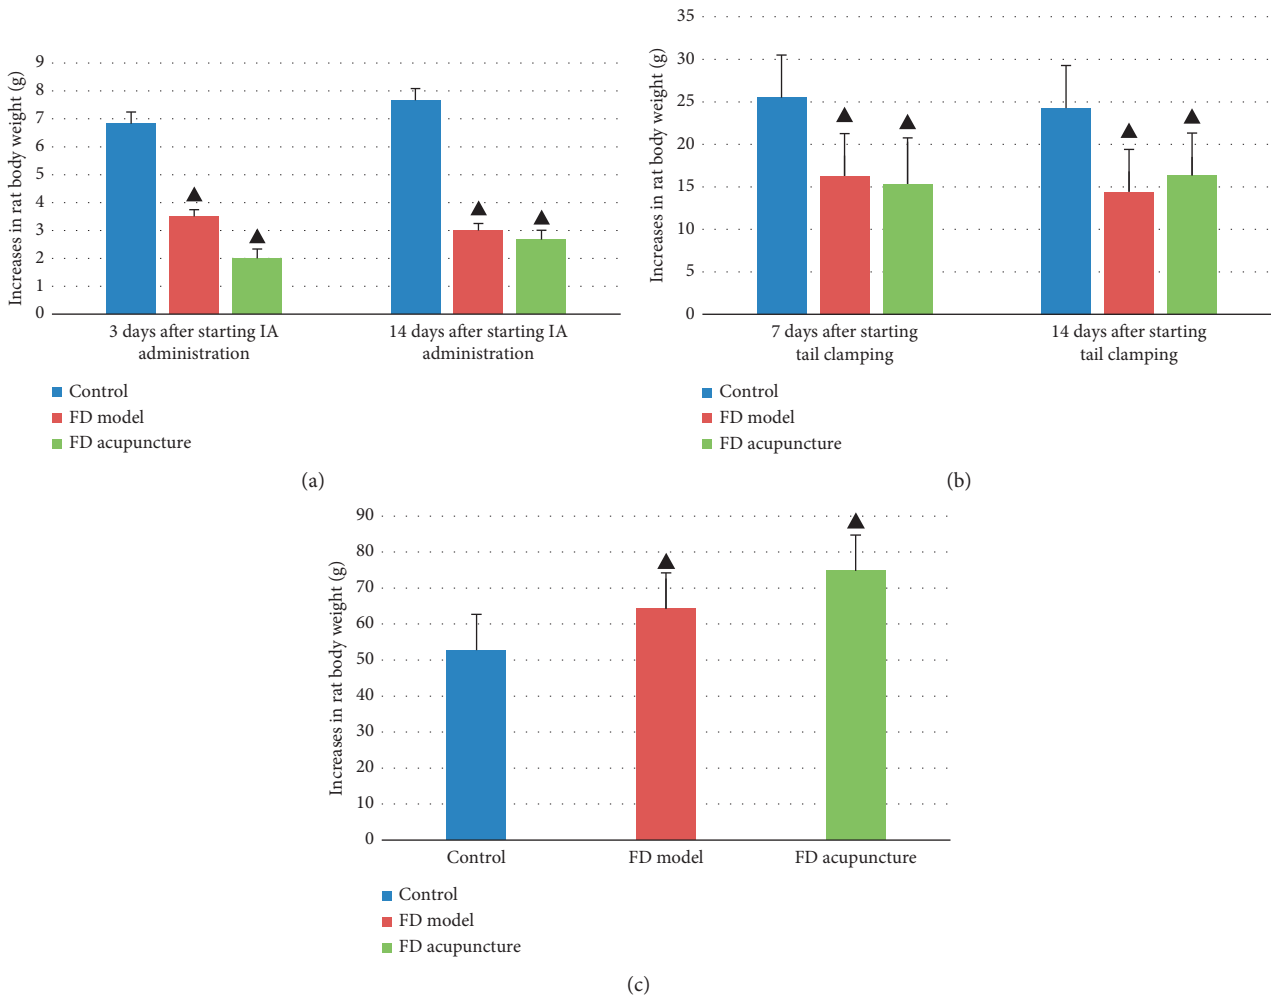 Increases in rat body weight (g)
9
8
7
6
5
4
3
2
1
0
3 days after starting IA
administration
14 days after starting IA
administration
Control
FD model
FD acupuncture
(a)
Increases in rat body weight (g)
35
30
25
20
15
10
5
0
7 days after starting
tail clamping
14 days after starting
tail clamping
Control
FD model
FD acupuncture
(b)
Increases in rat body weight (g)
90
80
70
60
50
40
30
20
10
0
Control
FD model
FD acupuncture
Control
FD model
FD acupuncture
(c)